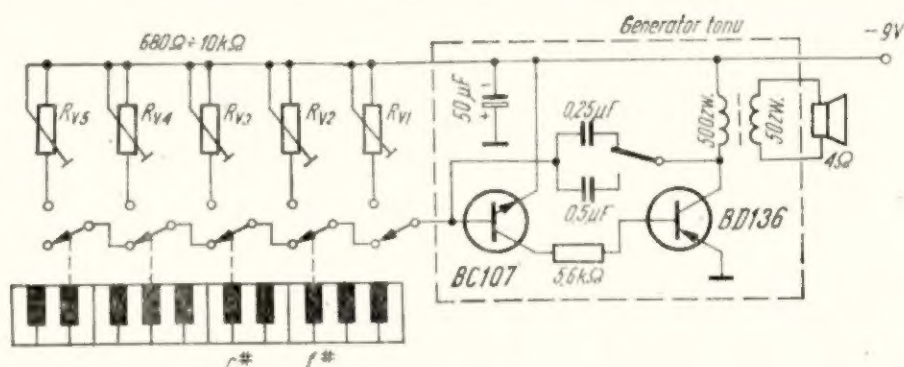 Generator tonu
680Ω÷10kΩ
−9V
50μF
+
0,25μF
500zw.
50zw.
RV5
RV4
RV3
RV2
RV1
4Ω
0,5μF
BD136
BC107
5,6kΩ
c# f#